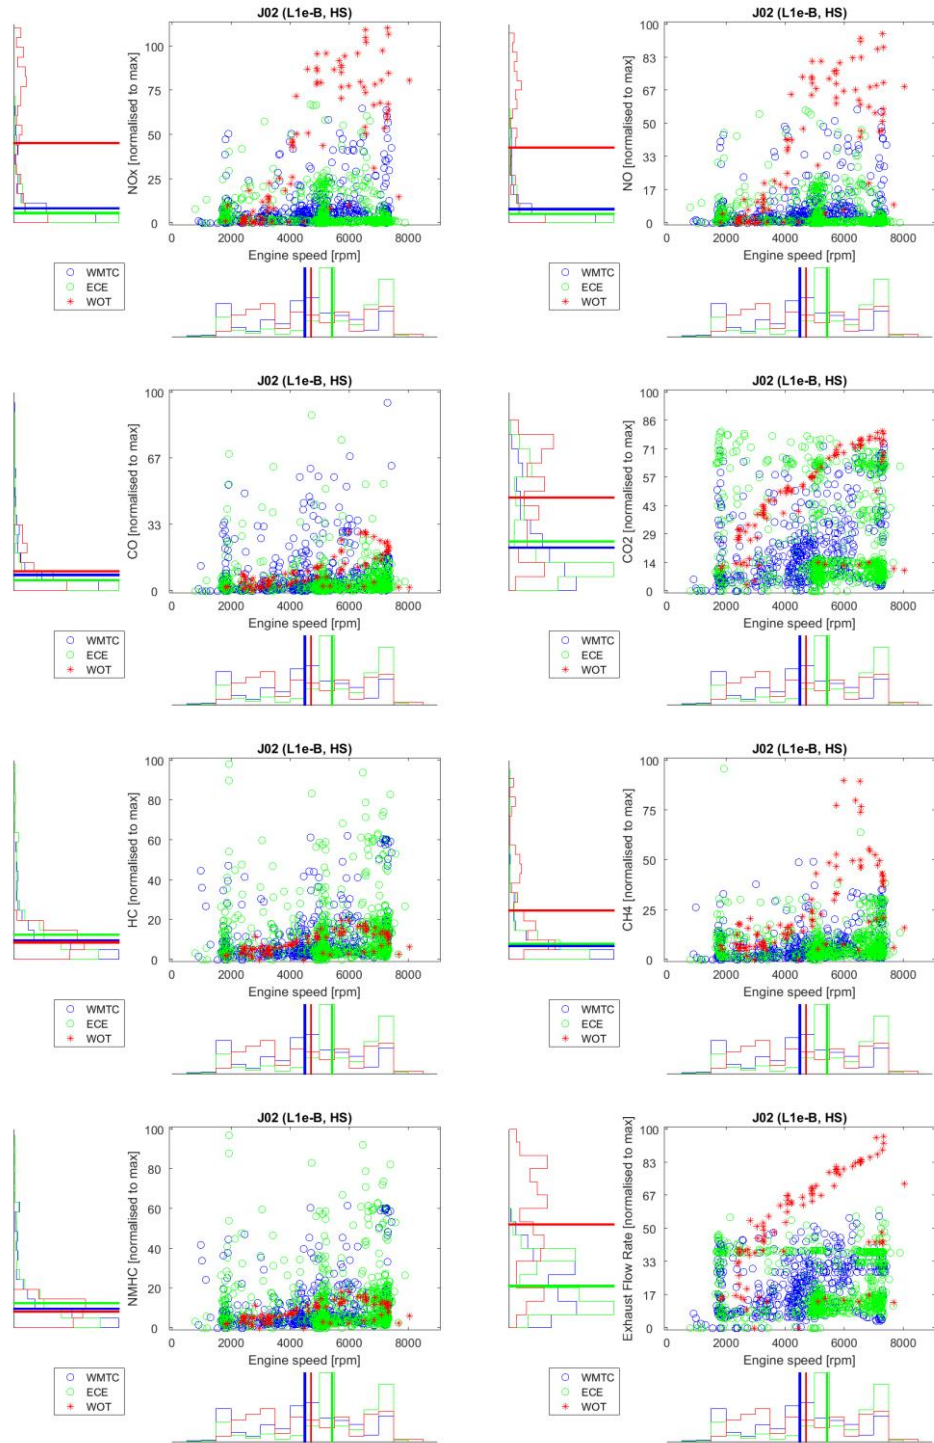 J02 (L1e-B, HS)
NOx [normalised to max]
100
75
50
25
0
0 2000 4000 6000 8000
Engine speed [rpm]
WMTC
ECE
WOT
J02 (L1e-B, HS)
NO [normalised to max]
100
83
67
50
33
17
0
0 2000 4000 6000 8000
Engine speed [rpm]
WMTC
ECE
WOT
J02 (L1e-B, HS)
CO [normalised to max]
100
67
33
0
0 2000 4000 6000 8000
Engine speed [rpm]
WMTC
ECE
WOT
J02 (L1e-B, HS)
CO2 [normalised to max]
100
86
71
57
43
29
14
0
0 2000 4000 6000 8000
Engine speed [rpm]
WMTC
ECE
WOT
J02 (L1e-B, HS)
HC [normalised to max]
100
80
60
40
20
0
0 2000 4000 6000 8000
Engine speed [rpm]
WMTC
ECE
WOT
J02 (L1e-B, HS)
CH4 [normalised to max]
100
75
50
25
0
0 2000 4000 6000 8000
Engine speed [rpm]
WMTC
ECE
WOT
J02 (L1e-B, HS)
NMHC [normalised to max]
100
80
60
40
20
0
0 2000 4000 6000 8000
Engine speed [rpm]
WMTC
ECE
WOT
J02 (L1e-B, HS)
Exhaust Flow Rate [normalised to max]
100
83
67
50
33
17
0
0 2000 4000 6000 8000
Engine speed [rpm]
WMTC
ECE
WOT